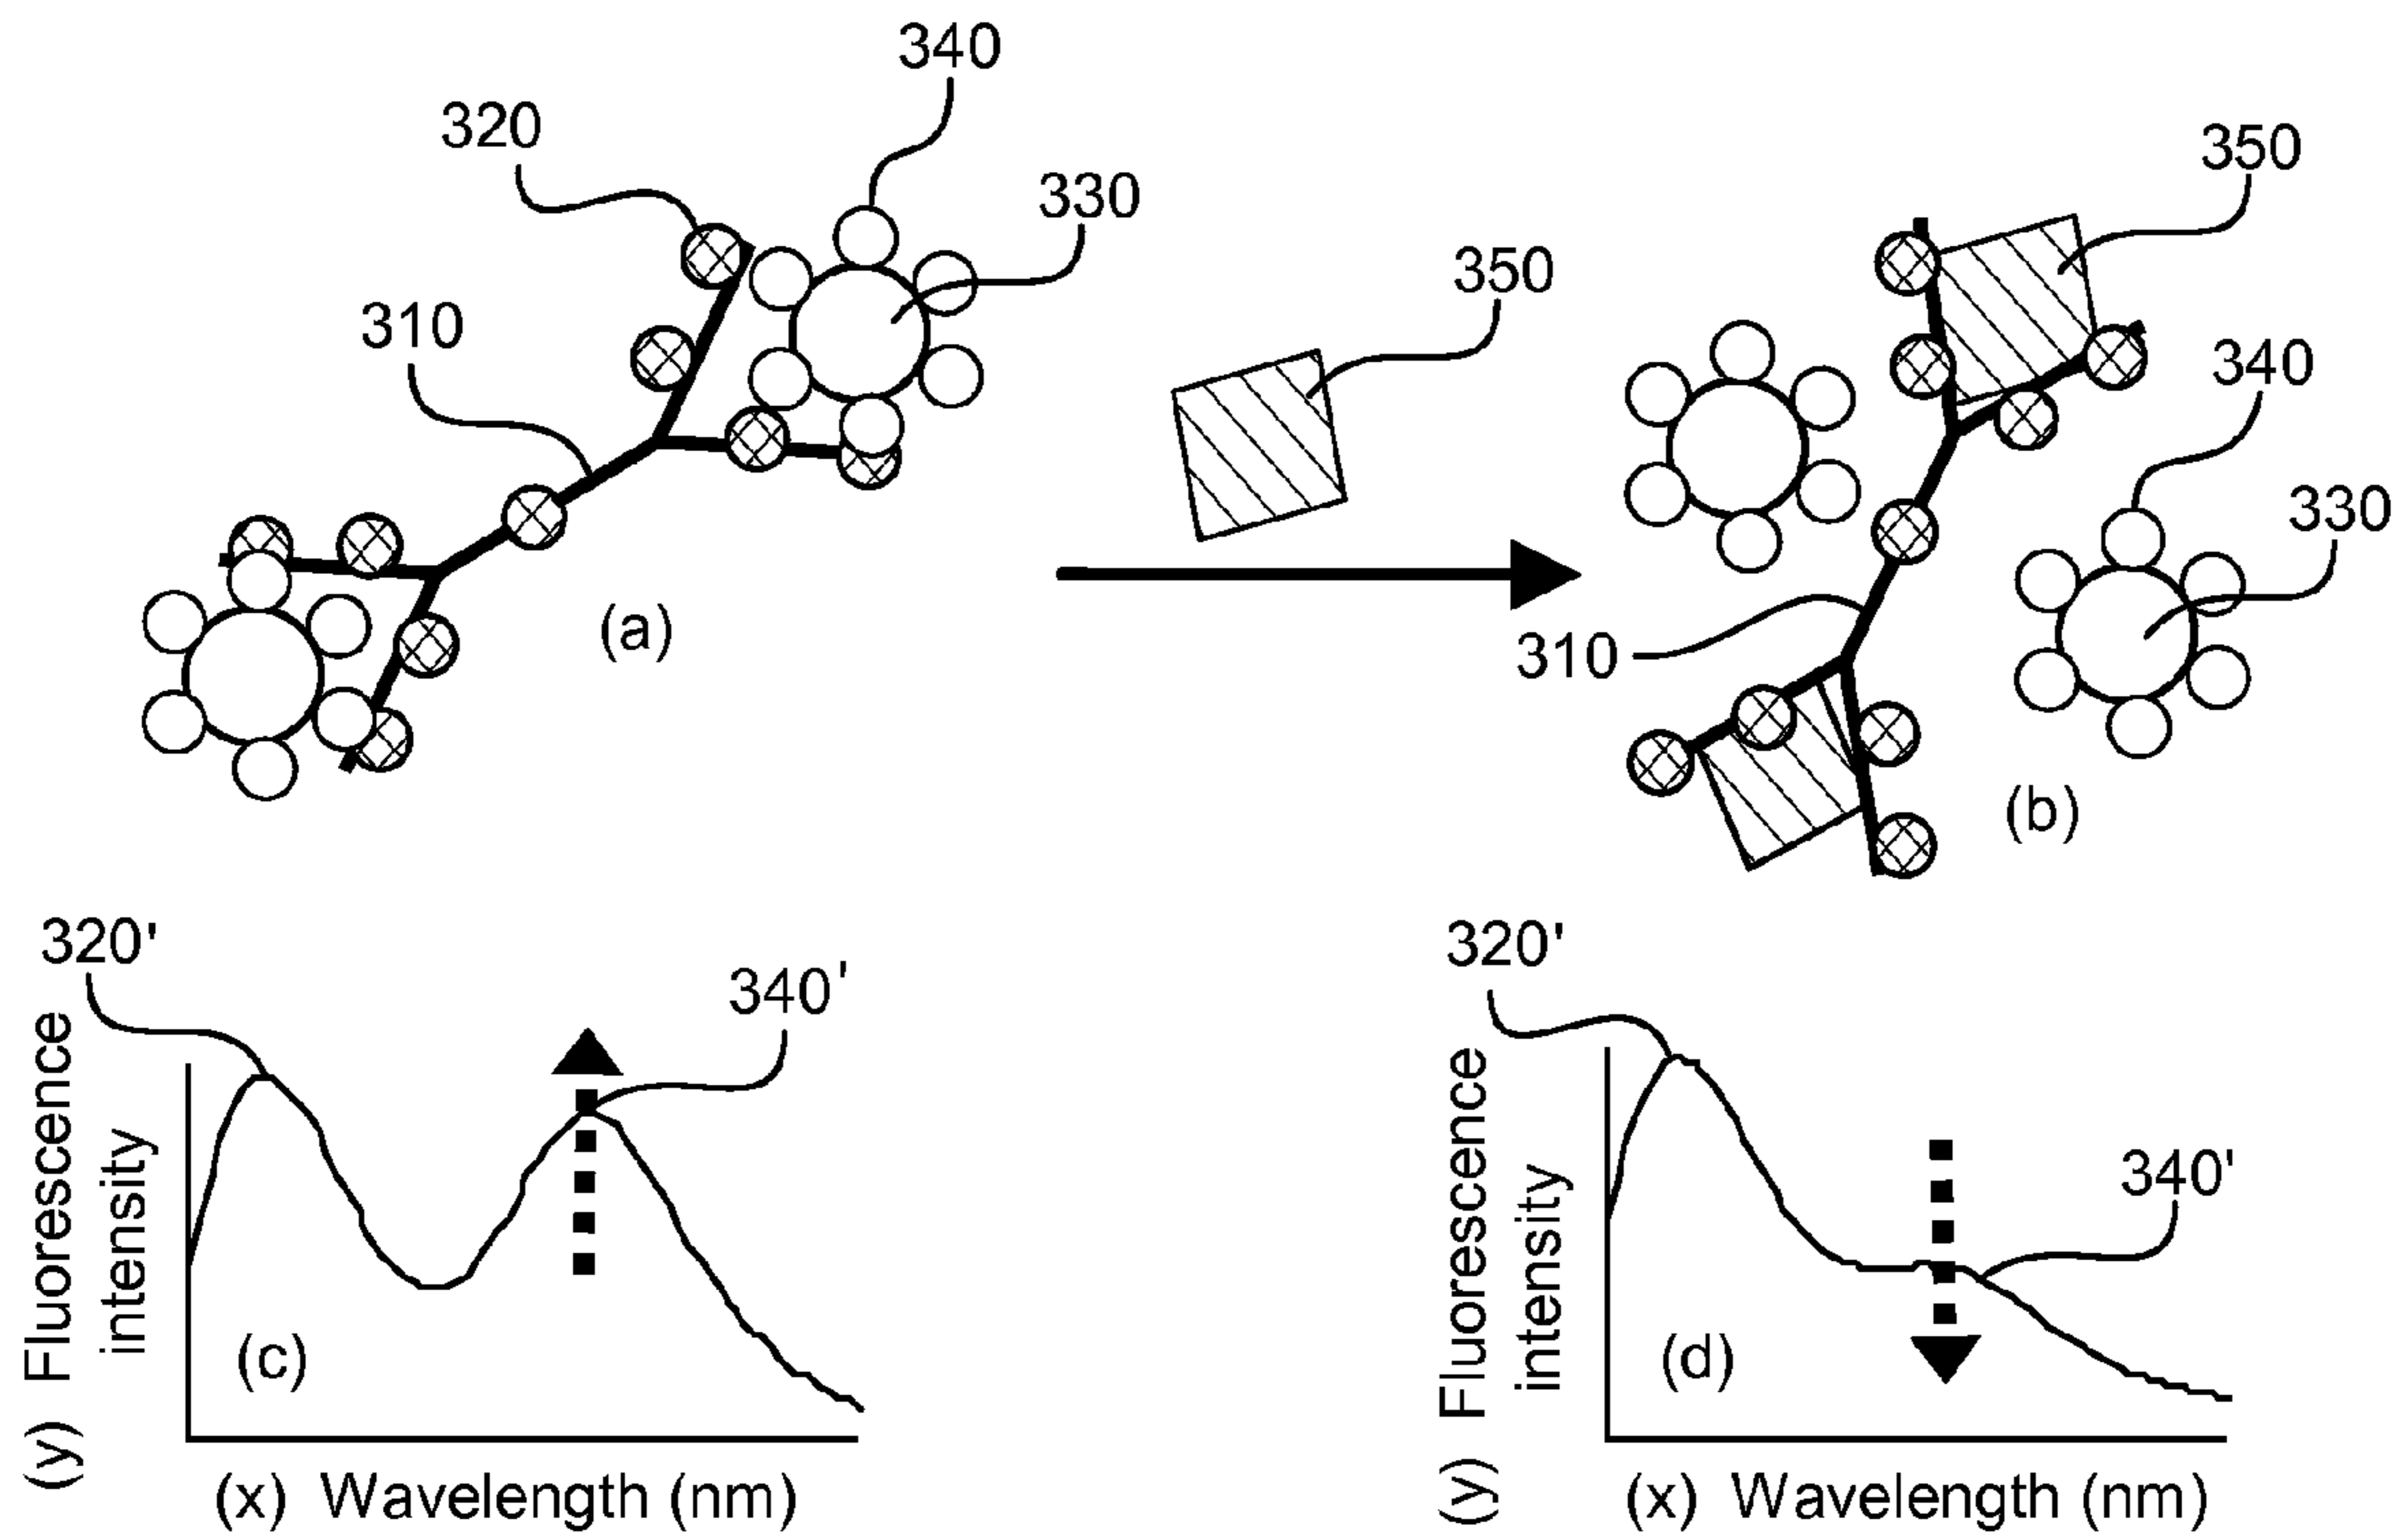 340
320
330
350
350
310
340
330
(a)
310
(b)
320'
340'
(y) Fluorescence
intensity
(c)
(x) Wavelength (nm)
320'
340'
(y) Fluorescence
intensity
(d)
(x) Wavelength (nm)